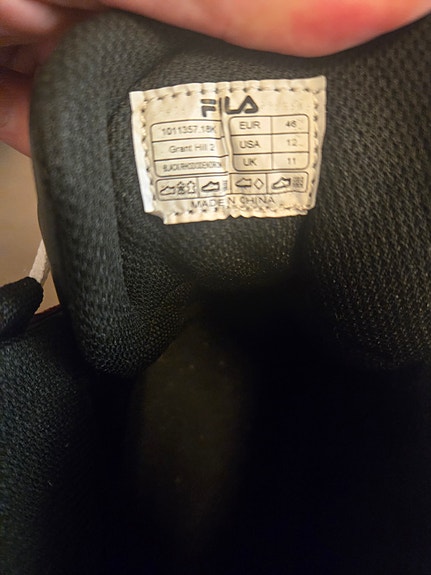 FILA
1011357.18K EUR 46
Grant Hill 2 USA 12
UK 11
MADE IN CHINA